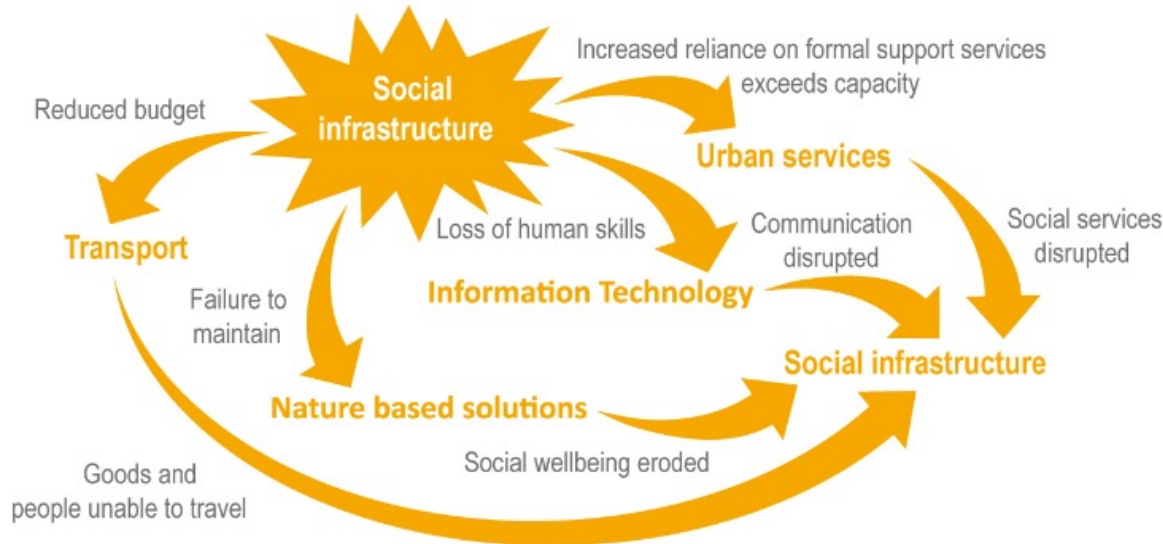 Social
infrastructure
Increased reliance on formal support services
exceeds capacity
Reduced budget
Urban services
Transport
Loss of human skills
Communication
disrupted
Social services
disrupted
Information Technology
Failure to
maintain
Social infrastructure
Nature based solutions
Social wellbeing eroded
Goods and
people unable to travel